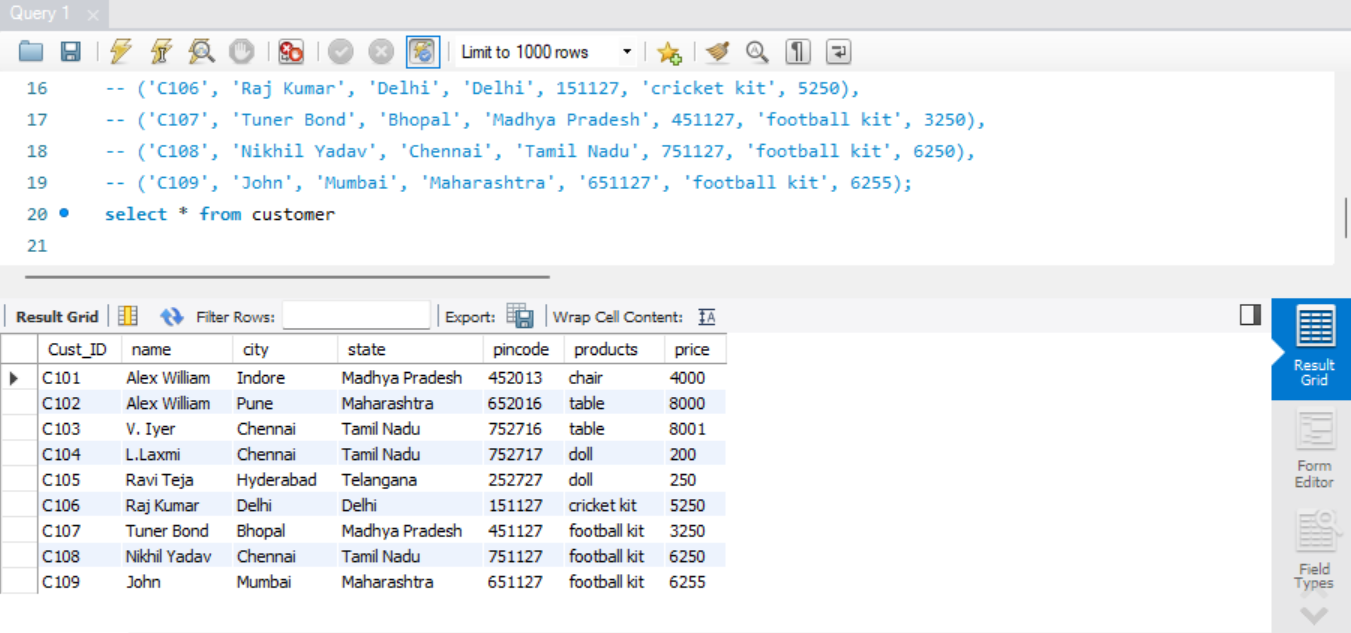 Query 1
Limit to 1000 rows
16 -- ('C106', 'Raj Kumar', 'Delhi', 'Delhi', 151127, 'cricket kit', 5250),
17 -- ('C107', 'Tuner Bond', 'Bhopal', 'Madhya Pradesh', 451127, 'football kit', 3250),
18 -- ('C108', 'Nikhil Yadav', 'Chennai', 'Tamil Nadu', 751127, 'football kit', 6250),
19 -- ('C109', 'John', 'Mumbai', 'Maharashtra', '651127', 'football kit', 6255);
20 select * from customer
21
Result Grid Filter Rows: Export: Wrap Cell Content:
Cust_ID name city state pincode products price
C101 Alex William Indore Madhya Pradesh 452013 chair 4000
C102 Alex William Pune Maharashtra 652016 table 8000
C103 V. Iyer Chennai Tamil Nadu 752716 table 8001
C104 L.Laxmi Chennai Tamil Nadu 752717 doll 200
C105 Ravi Teja Hyderabad Telangana 252727 doll 250
C106 Raj Kumar Delhi Delhi 151127 cricket kit 5250
C107 Tuner Bond Bhopal Madhya Pradesh 451127 football kit 3250
C108 Nikhil Yadav Chennai Tamil Nadu 751127 football kit 6250
C109 John Mumbai Maharashtra 651127 football kit 6255
Result
Grid
Form
Editor
Field
Types